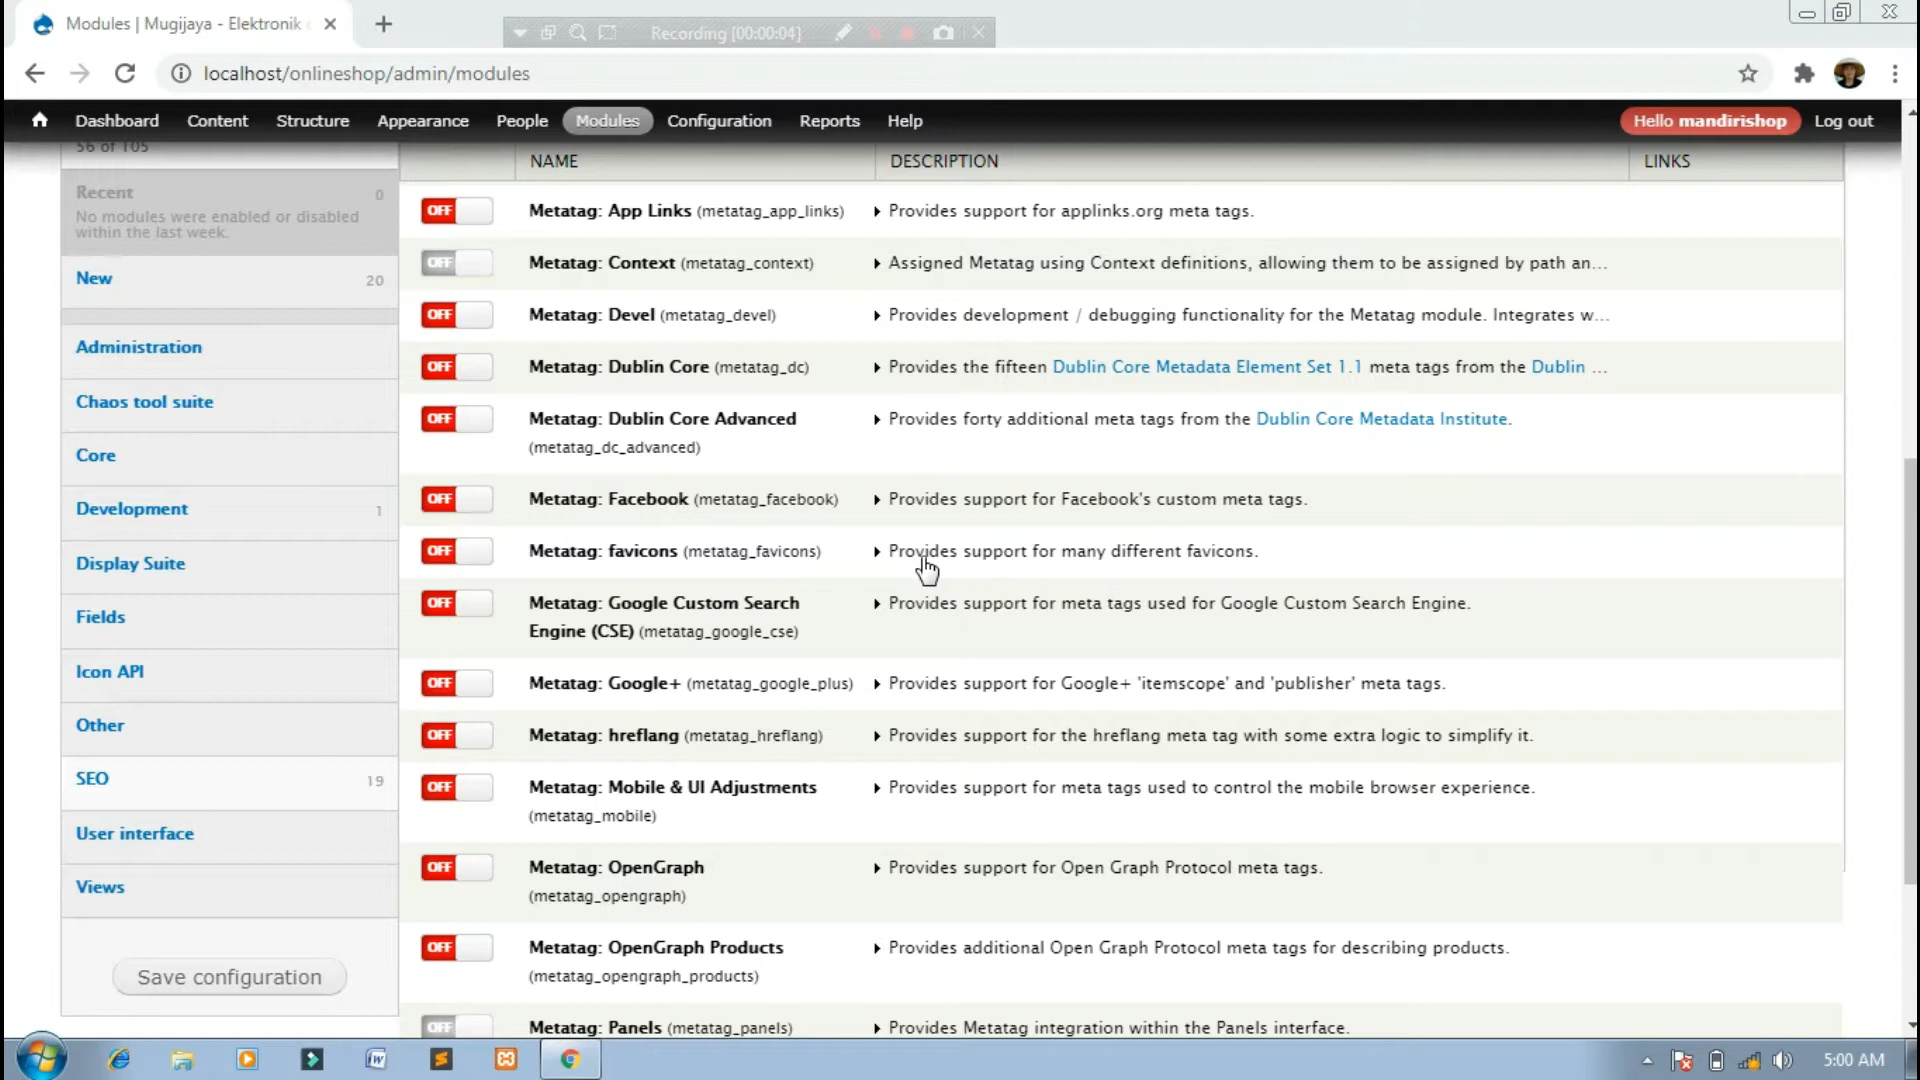 Modules | Mugijaya - Elektronik
Recording [00:00:04]
localhost/onlineshop/admin/modules
Dashboard Content Structure Appearance People Modules Configuration Reports Help Hello mandirishop Log out
56 of 105
NAME DESCRIPTION LINKS
Recent 0
No modules were enabled or disabled
within the last week.
New 20
Administration
Chaos tool suite
Core
Development 1
Display Suite
Fields
Icon API
Other
SEO 19
User interface
Views
Save configuration
OFF Metatag: App Links (metatag_app_links) Provides support for applinks.org meta tags.
OFF Metatag: Context (metatag_context) Assigned Metatag using Context definitions, allowing them to be assigned by path an...
OFF Metatag: Devel (metatag_devel) Provides development / debugging functionality for the Metatag module. Integrates w...
OFF Metatag: Dublin Core (metatag_dc) Provides the fifteen Dublin Core Metadata Element Set 1.1 meta tags from the Dublin ...
OFF Metatag: Dublin Core Advanced Provides forty additional meta tags from the Dublin Core Metadata Institute.
(metatag_dc_advanced)
OFF Metatag: Facebook (metatag_facebook) Provides support for Facebook's custom meta tags.
OFF Metatag: favicons (metatag_favicons) Provides support for many different favicons.
OFF Metatag: Google Custom Search Provides support for meta tags used for Google Custom Search Engine.
Engine (CSE) (metatag_google_cse)
OFF Metatag: Google+ (metatag_google_plus) Provides support for Google+ 'itemscope' and 'publisher' meta tags.
OFF Metatag: hreflang (metatag_hreflang) Provides support for the hreflang meta tag with some extra logic to simplify it.
OFF Metatag: Mobile & UI Adjustments Provides support for meta tags used to control the mobile browser experience.
(metatag_mobile)
OFF Metatag: OpenGraph Provides support for Open Graph Protocol meta tags.
(metatag_opengraph)
OFF Metatag: OpenGraph Products Provides additional Open Graph Protocol meta tags for describing products.
(metatag_opengraph_products)
OFF Metatag: Panels (metatag_panels) Provides Metatag integration within the Panels interface.
5:00 AM